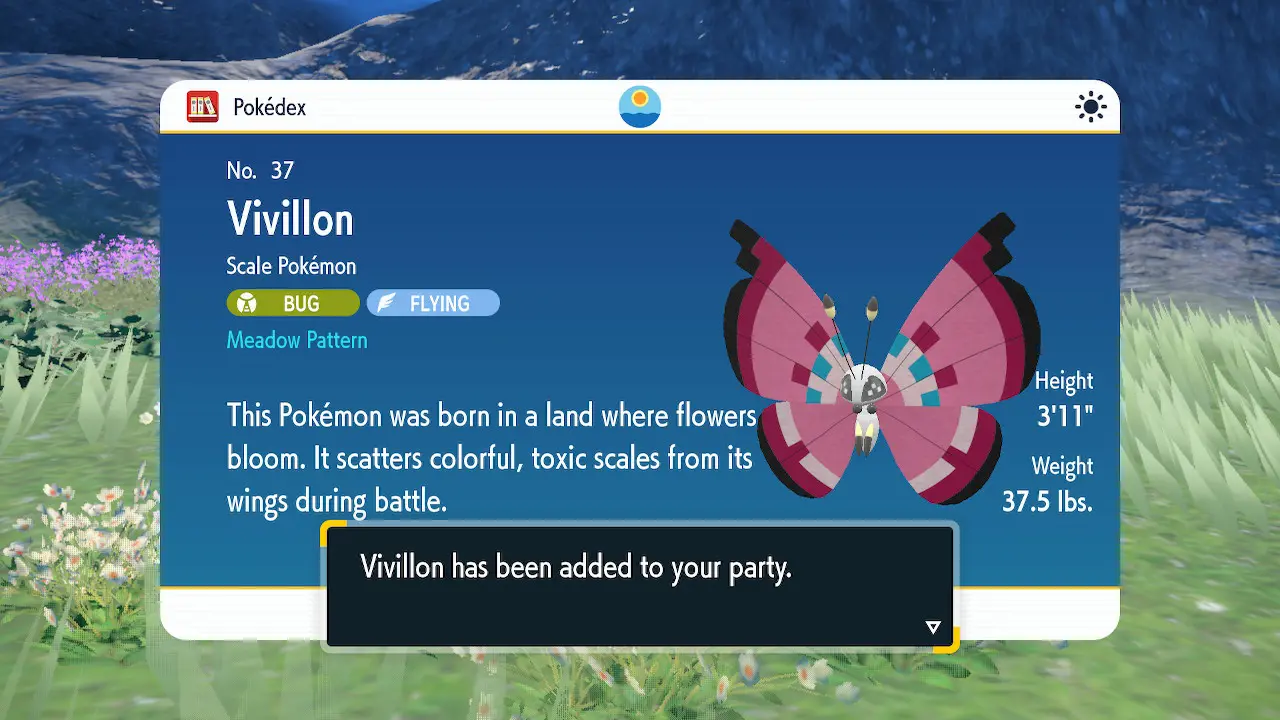 Pokédex
No. 37
Vivillon
Scale Pokémon
BUG FLYING
Meadow Pattern
This Pokémon was born in a land where flowers
bloom. It scatters colorful, toxic scales from its
wings during battle.
Height
3'11"
Weight
37.5 lbs.
Vivillon has been added to your party.